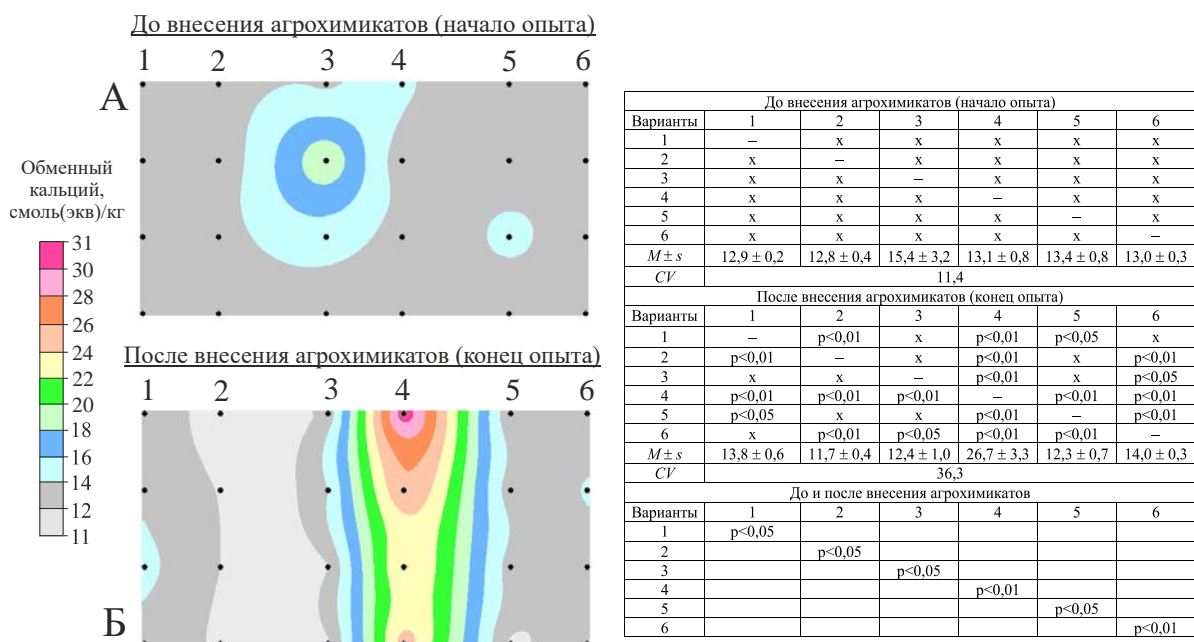 До внесения агрохимикатов (начало опыта)
1 2 3 4 5 6
А
Обменный
кальций,
смоль(экв)/кг
31
30
28
26
24
22
20
18
16
14
12
11
После внесения агрохимикатов (конец опыта)
1 2 3 4 5 6
Б
До внесения агрохимикатов (начало опыта)
Варианты 1 2 3 4 5 6
1 – x x x x x
2 x – x x x x
3 x x – x x x
4 x x x – x x
5 x x x x – x
6 x x x x x –
M ± s 12,9 ± 0,2 12,8 ± 0,4 15,4 ± 3,2 13,1 ± 0,8 13,4 ± 0,8 13,0 ± 0,3
CV 11,4
После внесения агрохимикатов (конец опыта)
Варианты 1 2 3 4 5 6
1 – p<0,01 x p<0,01 p<0,05 x
2 p<0,01 – x p<0,01 x p<0,01
3 x x – p<0,01 x p<0,05
4 p<0,01 p<0,01 p<0,01 – p<0,01 p<0,01
5 p<0,05 x x p<0,01 – p<0,01
6 x p<0,01 p<0,05 p<0,01 p<0,01 –
M ± s 13,8 ± 0,6 11,7 ± 0,4 12,4 ± 1,0 26,7 ± 3,3 12,3 ± 0,7 14,0 ± 0,3
CV 36,3
До и после внесения агрохимикатов
Варианты 1 2 3 4 5 6
1 p<0,05
2 p<0,05
3 p<0,05
4 p<0,01
5 p<0,05
6 p<0,01